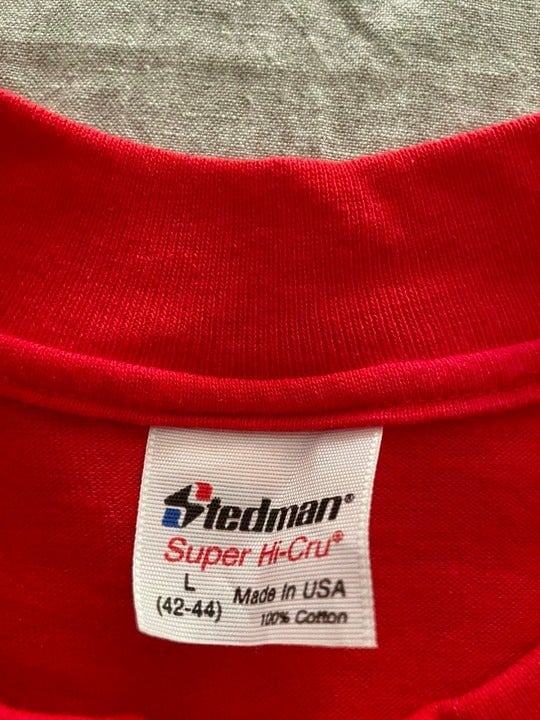 Stedman®
Super Hi-Cru®
L
(42-44)
Made In USA
100% Cotton